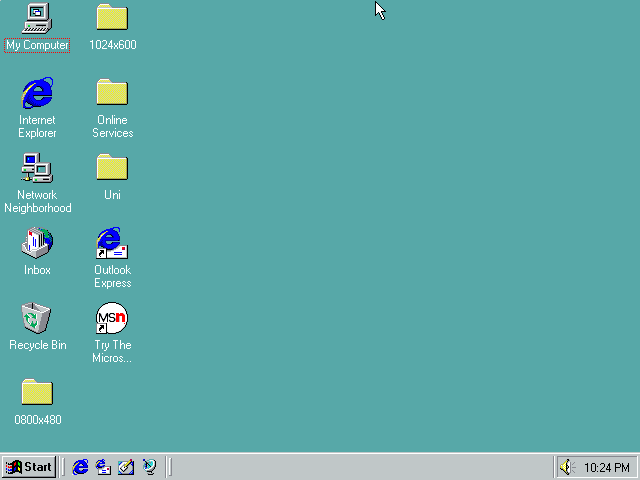 My Computer
1024x600
Internet
Explorer
Online
Services
Network
Neighborhood
Uni
Inbox
Outlook
Express
Recycle Bin
msn
Try The
Micros...
0800x480
Start
10:24 PM